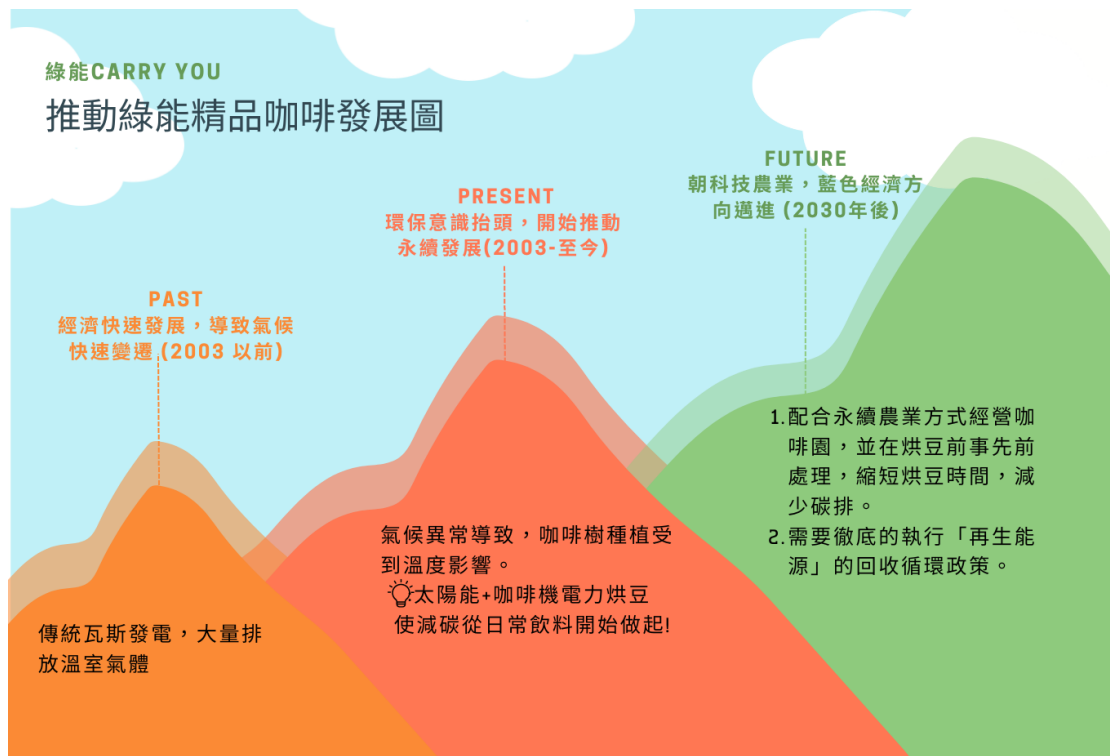 綠能CARRY YOU
推動綠能精品咖啡發展圖
PAST
經濟快速發展，導致氣候
快速變遷 (2003 以前)
傳統瓦斯發電，大量排
放溫室氣體
PRESENT
環保意識抬頭，開始推動
永續發展(2003-至今)
氣候異常導致，咖啡樹種植受
到溫度影響。
太陽能+咖啡機電力烘豆
使減碳從日常飲料開始做起!
FUTURE
朝科技農業，藍色經濟方
向邁進 (2030年後)
1.配合永續農業方式經營咖
啡園，並在烘豆前事先前
處理，縮短烘豆時間，減
少碳排。
2.需要徹底的執行「再生能
源」的回收循環政策。